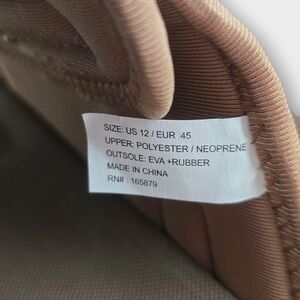 SIZE: US 12 / EUR 45
UPPER: POLYESTER / NEOPRENE
OUTSOLE: EVA +RUBBER
MADE IN CHINA
RN# : 165879